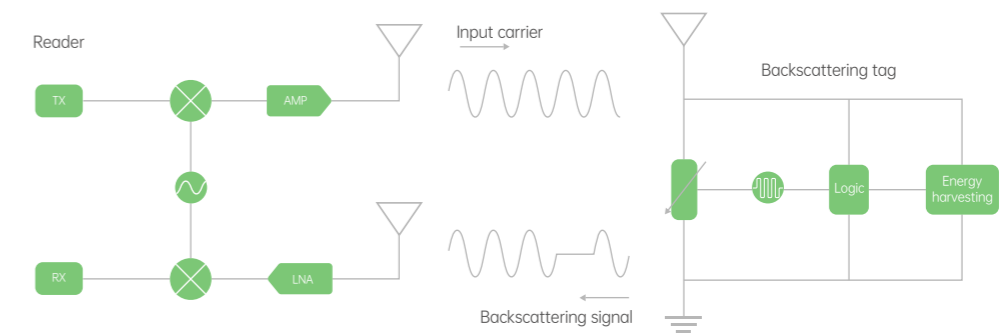 Reader
Input carrier
Backscattering tag
TX
AMP
Logic
Energy
harvesting
RX
LNA
Backscattering signal